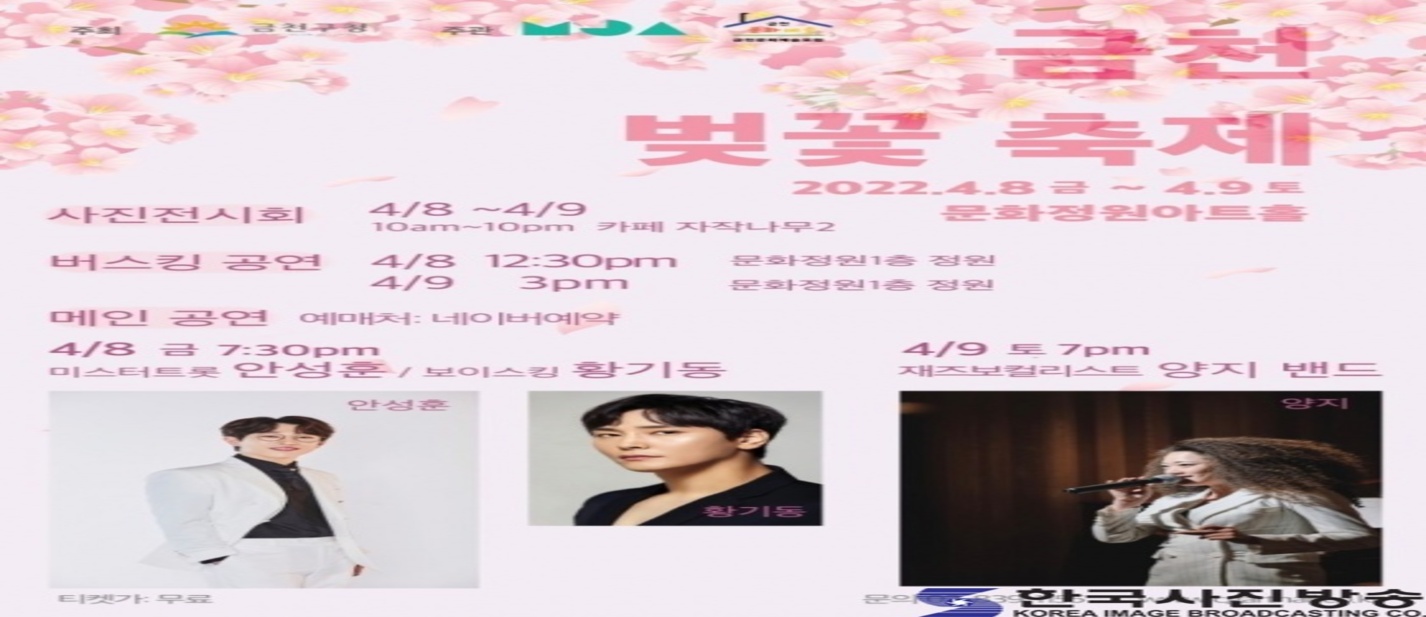 주최 금천구청 주관 MDA 금천
금천
벚꽃 축제
2022.4.8 금 ~ 4.9 토
문화정원아트홀
사진전시회 4/8 ~4/9
10am~10pm 카페 자작나무2
버스킹 공연 4/8 12:30pm 문화정원1층 정원
4/9 3pm 문화정원1층 정원
메인 공연 예매처: 네이버예약
4/8 금 7:30pm
미스터트롯 안성훈 / 보이스킹 황기동
4/9 토 7pm
재즈보컬리스트 양지 밴드
안성훈
황기동
양지
티켓가: 무료
문의
한국사진방송
KOREA IMAGE BROADCASTING CO.